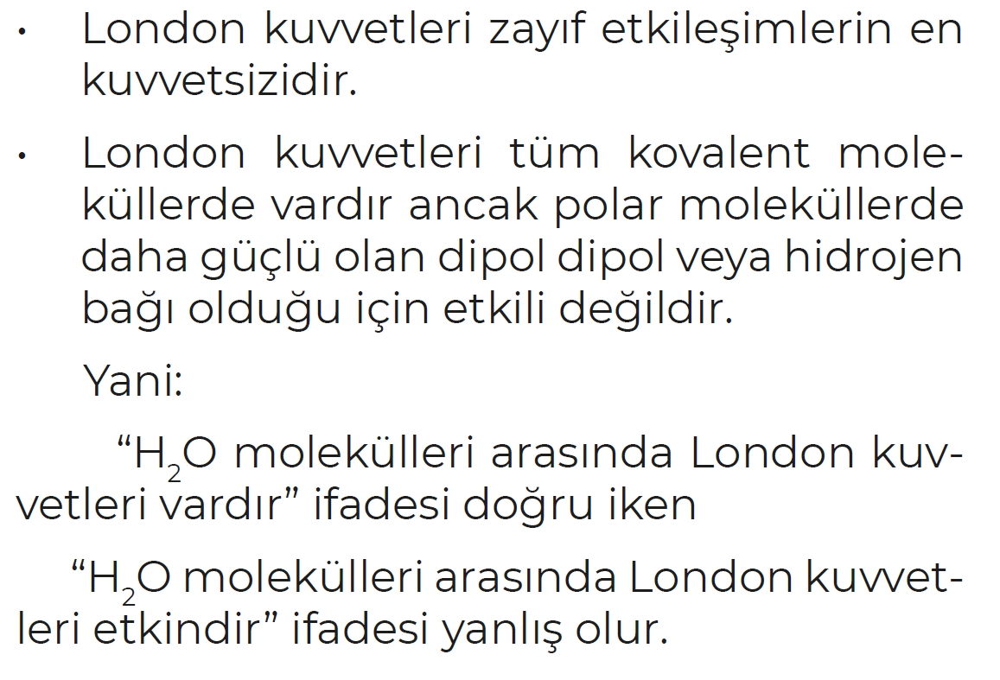 • London kuvvetleri zayıf etkileşimlerin en
kuvvetsizidir.
• London kuvvetleri tüm kovalent mole-
küllerde vardır ancak polar moleküllerde
daha güçlü olan dipol dipol veya hidrojen
bağı olduğu için etkili değildir.
Yani:
“H₂O molekülleri arasında London kuv-
vetleri vardır” ifadesi doğru iken
“H₂O molekülleri arasında London kuvvet-
leri etkindir” ifadesi yanlış olur.